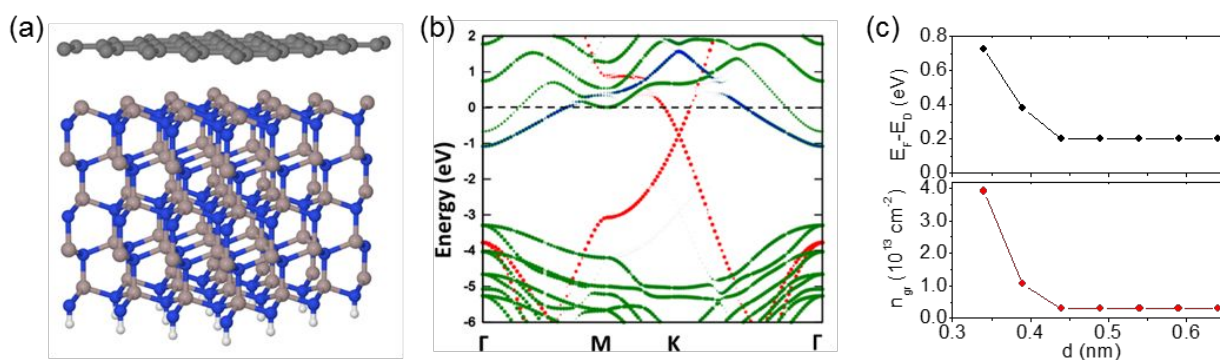 (a)
(b)
Energy (eV)
2
1
0
-1
-2
-3
-4
-5
-6
Γ M K Γ
(c)
E_F-E_D (eV)
0.8
0.6
0.4
0.2
0.0
n_gr (10^13 cm^-2)
4.0
3.0
2.0
1.0
0.0
0.3 0.4 0.5 0.6
d (nm)